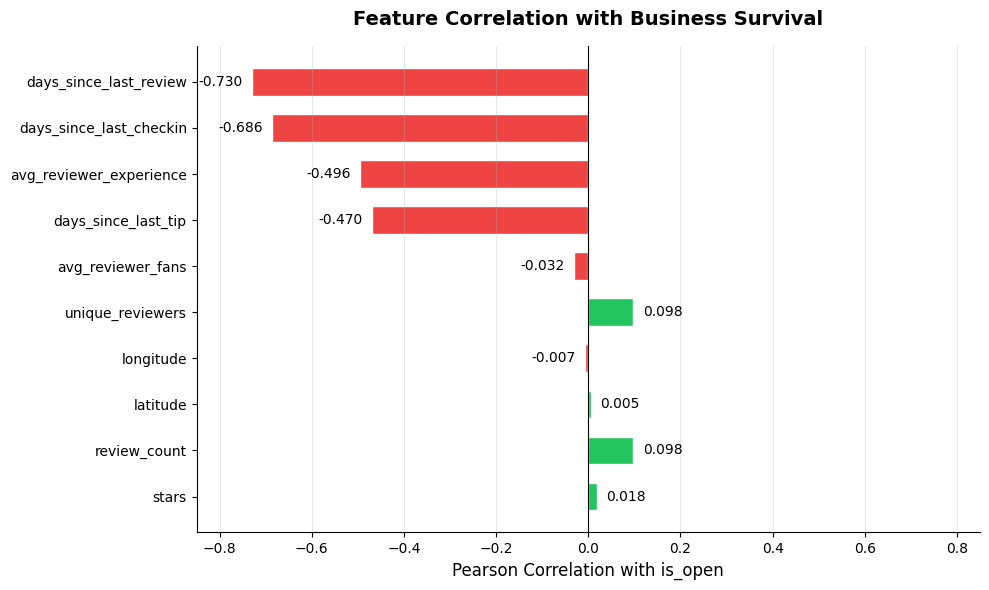 Feature Correlation with Business Survival
days_since_last_review -0.730
days_since_last_checkin -0.686
avg_reviewer_experience -0.496
days_since_last_tip -0.470
avg_reviewer_fans -0.032
unique_reviewers 0.098
longitude -0.007
latitude 0.005
review_count 0.098
stars 0.018
−0.8 −0.6 −0.4 −0.2 0.0 0.2 0.4 0.6 0.8
Pearson Correlation with is_open